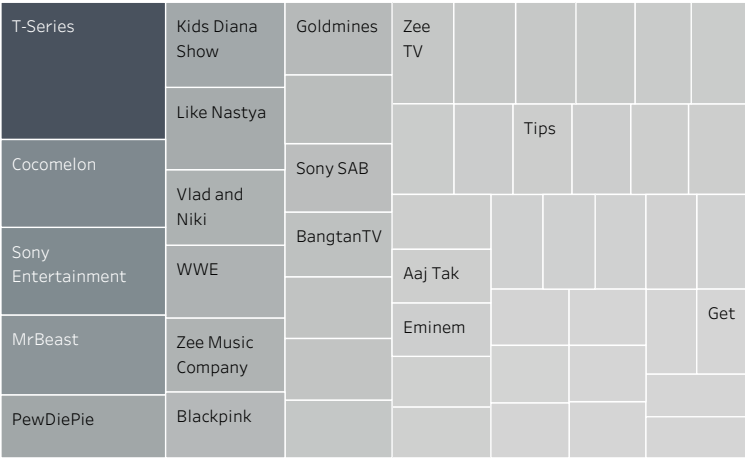 T-Series
Cocomelon
Sony
Entertainment
MrBeast
PewDiePie
Kids Diana
Show
Like Nastya
Vlad and
Niki
WWE
Zee Music
Company
Blackpink
Goldmines
Sony SAB
BangtanTV
Zee
TV
Tips
Aaj Tak
Eminem
Get